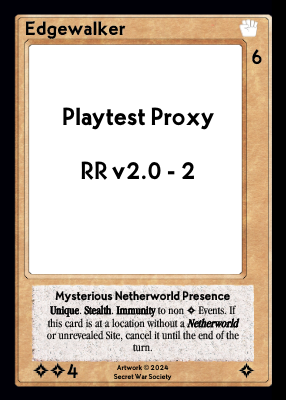 Edgewalker
6
Playtest Proxy
RR v2.0 - 2
Mysterious Netherworld Presence
Unique. Stealth. Immunity to non ✧ Events. If
this card is at a location without a Netherworld
or unrevealed Site, cancel it until the end of the
turn.
4
Artwork © 2024
Secret War Society